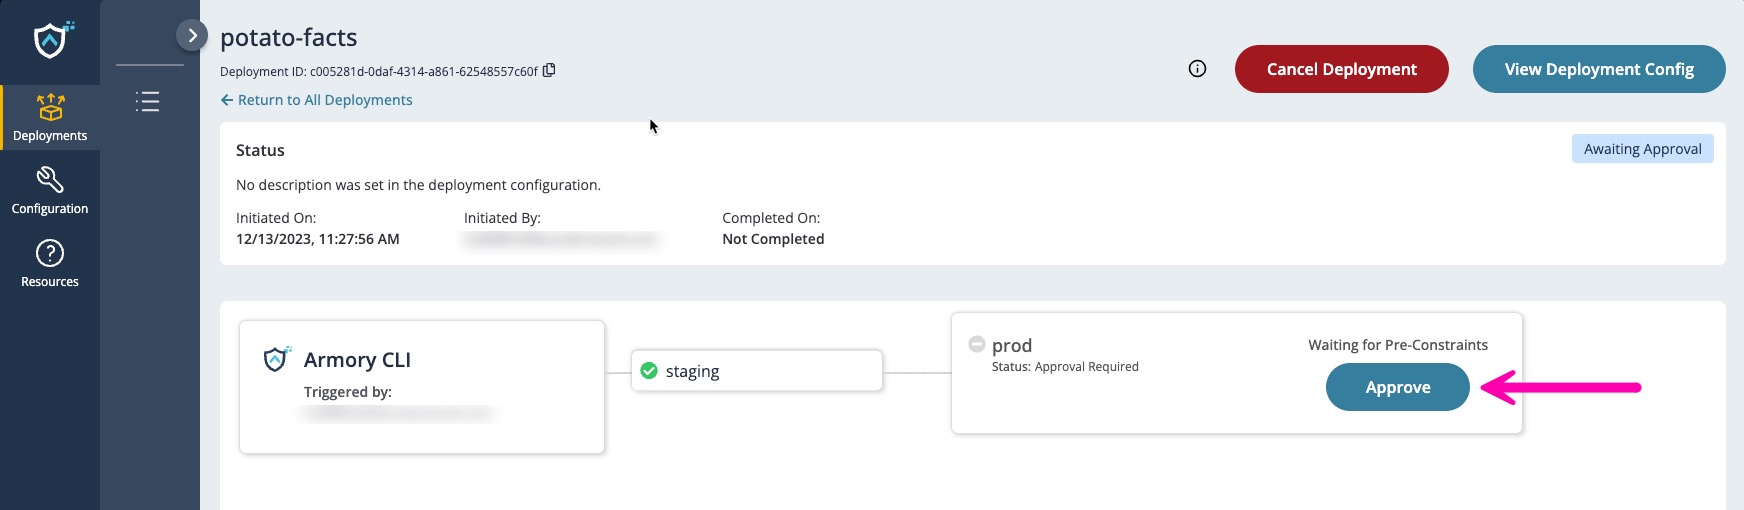 potato-facts
Deployment ID: c005281d-0daf-4314-a861-62548557c60f
Return to All Deployments
Cancel Deployment
View Deployment Config
Deployments
Configuration
Resources
Status
Awaiting Approval
No description was set in the deployment configuration.
Initiated On:
12/13/2023, 11:27:56 AM
Initiated By:
Completed On:
Not Completed
Armory CLI
Triggered by:
staging
prod
Status: Approval Required
Waiting for Pre-Constraints
Approve